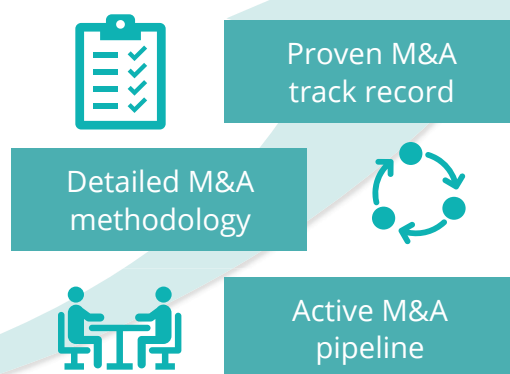 Proven M&A
track record
Detailed M&A
methodology
Active M&A
pipeline